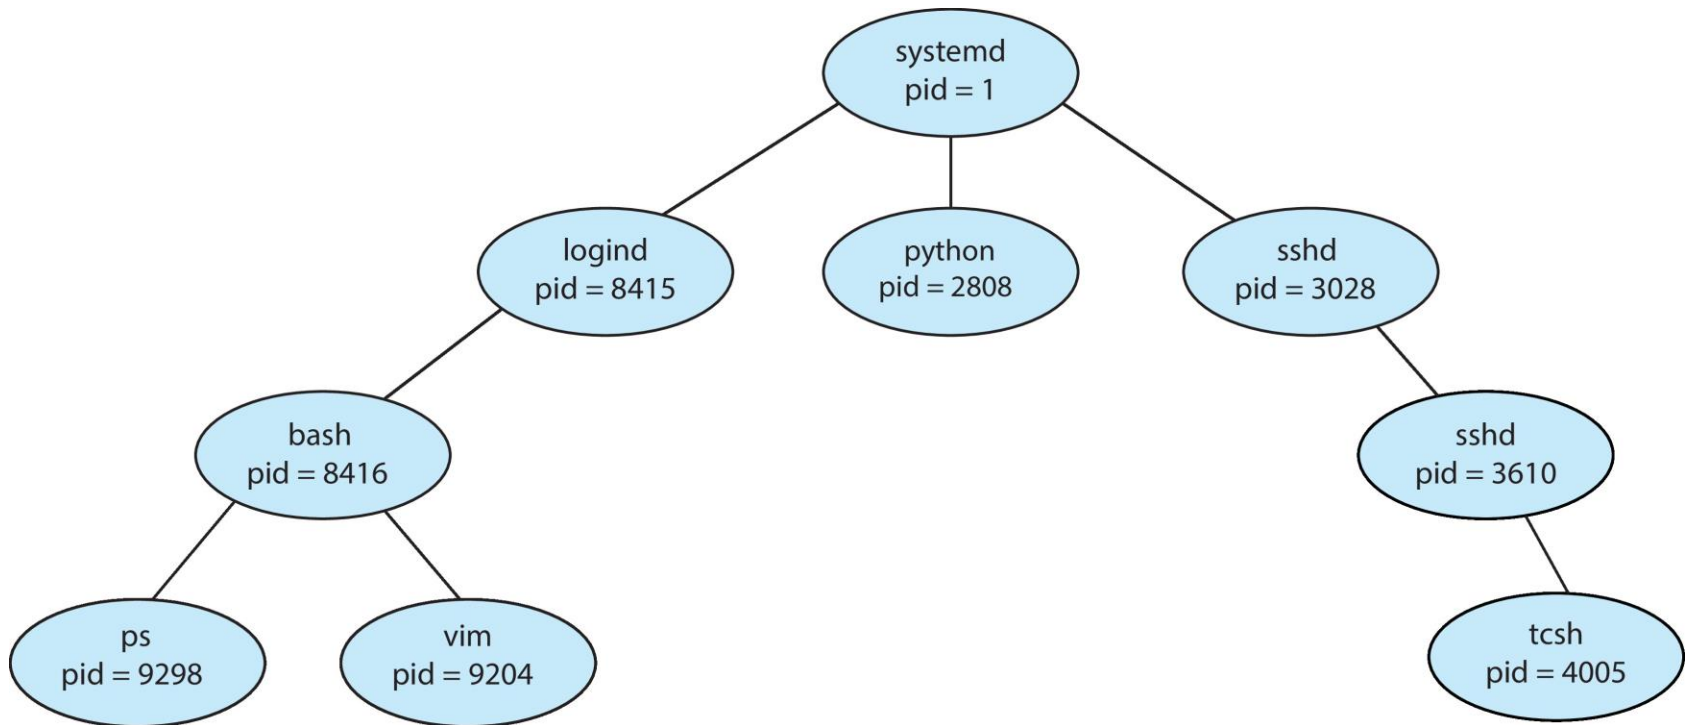 systemd
pid = 1
logind
pid = 8415
python
pid = 2808
sshd
pid = 3028
bash
pid = 8416
sshd
pid = 3610
ps
pid = 9298
vim
pid = 9204
tcsh
pid = 4005